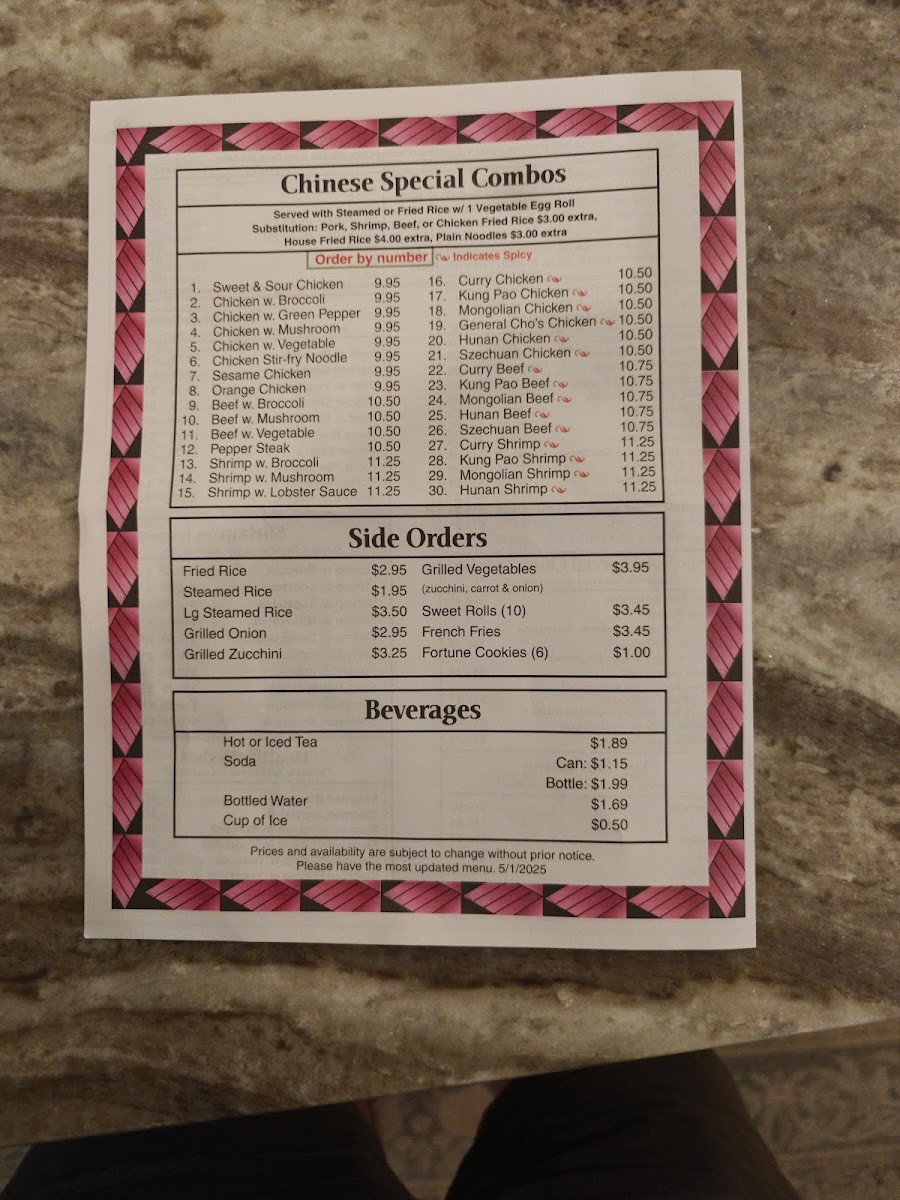 Chinese Special Combos
Served with Steamed or Fried Rice w/ 1 Vegetable Egg Roll
Substitution: Pork, Shrimp, Beef, or Chicken Fried Rice $3.00 extra,
House Fried Rice $4.00 extra, Plain Noodles $3.00 extra
Order by number Indicates Spicy
1. Sweet & Sour Chicken 9.95
2. Chicken w. Broccoli 9.95
3. Chicken w. Green Pepper 9.95
4. Chicken w. Mushroom 9.95
5. Chicken w. Vegetable 9.95
6. Chicken Stir-fry Noodle 9.95
7. Sesame Chicken 9.95
8. Orange Chicken 9.95
9. Beef w. Broccoli 10.50
10. Beef w. Mushroom 10.50
11. Beef w. Vegetable 10.50
12. Pepper Steak 10.50
13. Shrimp w. Broccoli 11.25
14. Shrimp w. Mushroom 11.25
15. Shrimp w. Lobster Sauce 11.25
16. Curry Chicken 10.50
17. Kung Pao Chicken 10.50
18. Mongolian Chicken 10.50
19. General Cho's Chicken 10.50
20. Hunan Chicken 10.50
21. Szechuan Chicken 10.50
22. Curry Beef 10.75
23. Kung Pao Beef 10.75
24. Mongolian Beef 10.75
25. Hunan Beef 10.75
26. Szechuan Beef 10.75
27. Curry Shrimp 11.25
28. Kung Pao Shrimp 11.25
29. Mongolian Shrimp 11.25
30. Hunan Shrimp 11.25
Side Orders
Fried Rice $2.95
Steamed Rice $1.95
Lg Steamed Rice $3.50
Grilled Onion $2.95
Grilled Zucchini $3.25
Grilled Vegetables $3.95
(zucchini, carrot & onion)
Sweet Rolls (10) $3.45
French Fries $3.45
Fortune Cookies (6) $1.00
Beverages
Hot or Iced Tea $1.89
Soda Can: $1.15
Bottle: $1.99
Bottled Water $1.69
Cup of Ice $0.50
Prices and availability are subject to change without prior notice.
Please have the most updated menu. 5/1/2025